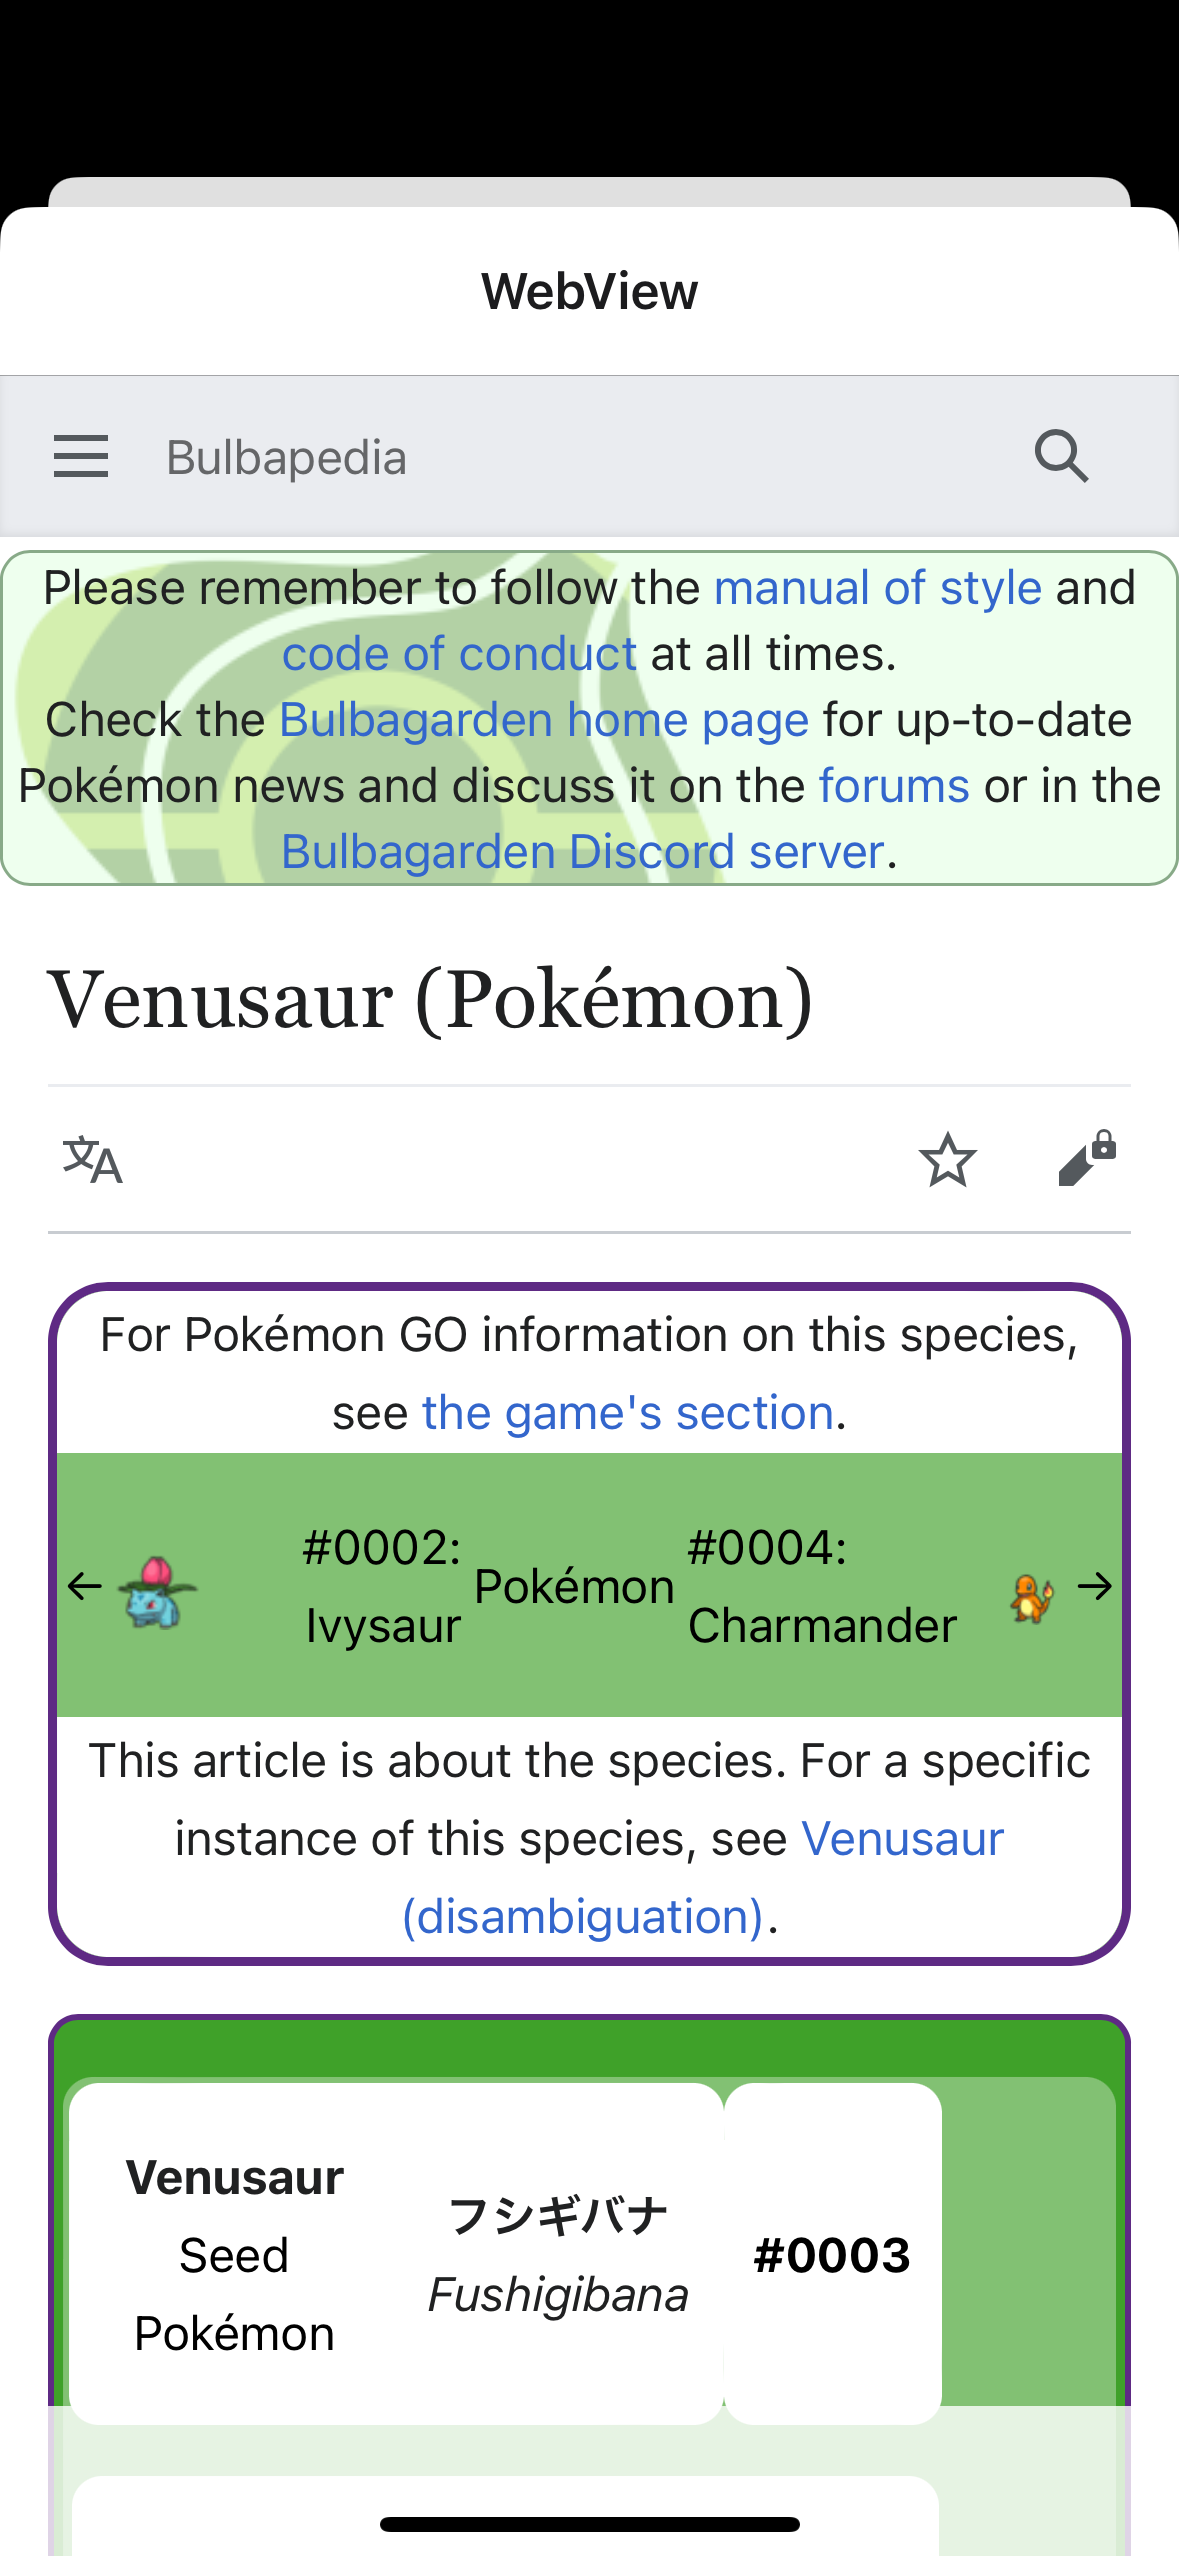 WebView
Bulbapedia
Please remember to follow the manual of style and
code of conduct at all times.
Check the Bulbagarden home page for up-to-date
Pokémon news and discuss it on the forums or in the
Bulbagarden Discord server.
Venusaur (Pokémon)
文A
For Pokémon GO information on this species,
see the game's section.
← #0002: Ivysaur Pokémon #0004: Charmander →
This article is about the species. For a specific
instance of this species, see Venusaur
(disambiguation).
Venusaur
Seed
Pokémon
フシギバナ
Fushigibana
#0003